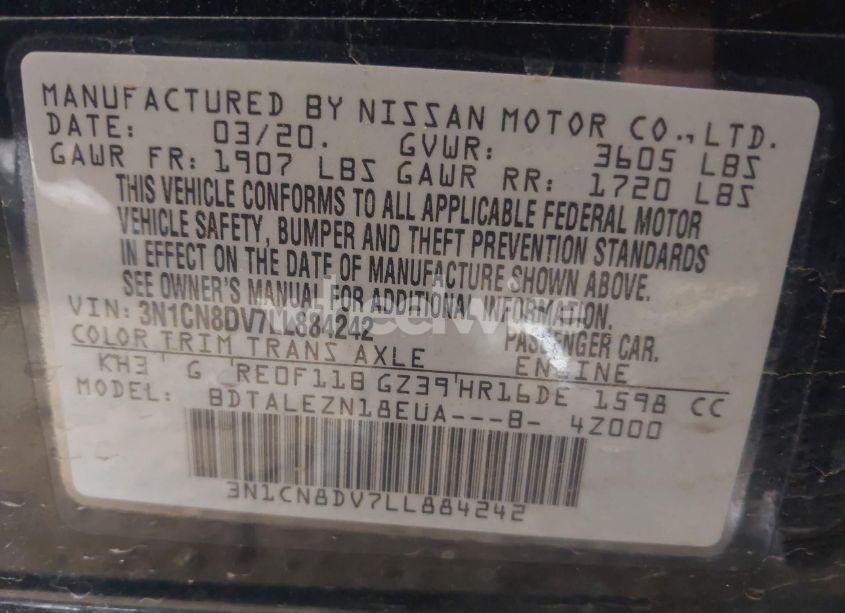 MANUFACTURED BY NISSAN MOTOR CO., LTD.
DATE: 03/20. GVWR: 3605 LBS
GAWR FR: 1907 LBS GAWR RR: 1720 LBS
THIS VEHICLE CONFORMS TO ALL APPLICABLE FEDERAL MOTOR
VEHICLE SAFETY, BUMPER AND THEFT PREVENTION STANDARDS
IN EFFECT ON THE DATE OF MANUFACTURE SHOWN ABOVE.
SEE OWNER'S MANUAL FOR ADDITIONAL INFORMATION.
VIN: 3N1CN8DV7LL884242 PASSENGER CAR.
COLOR TRIM TRANS AXLE ENGINE
KH3 G RE0F11B GZ39 HR16DE 1598 CC
MODEL: BDTALEZN18EUA---B- 4Z000
3N1CN8DV7LL884242